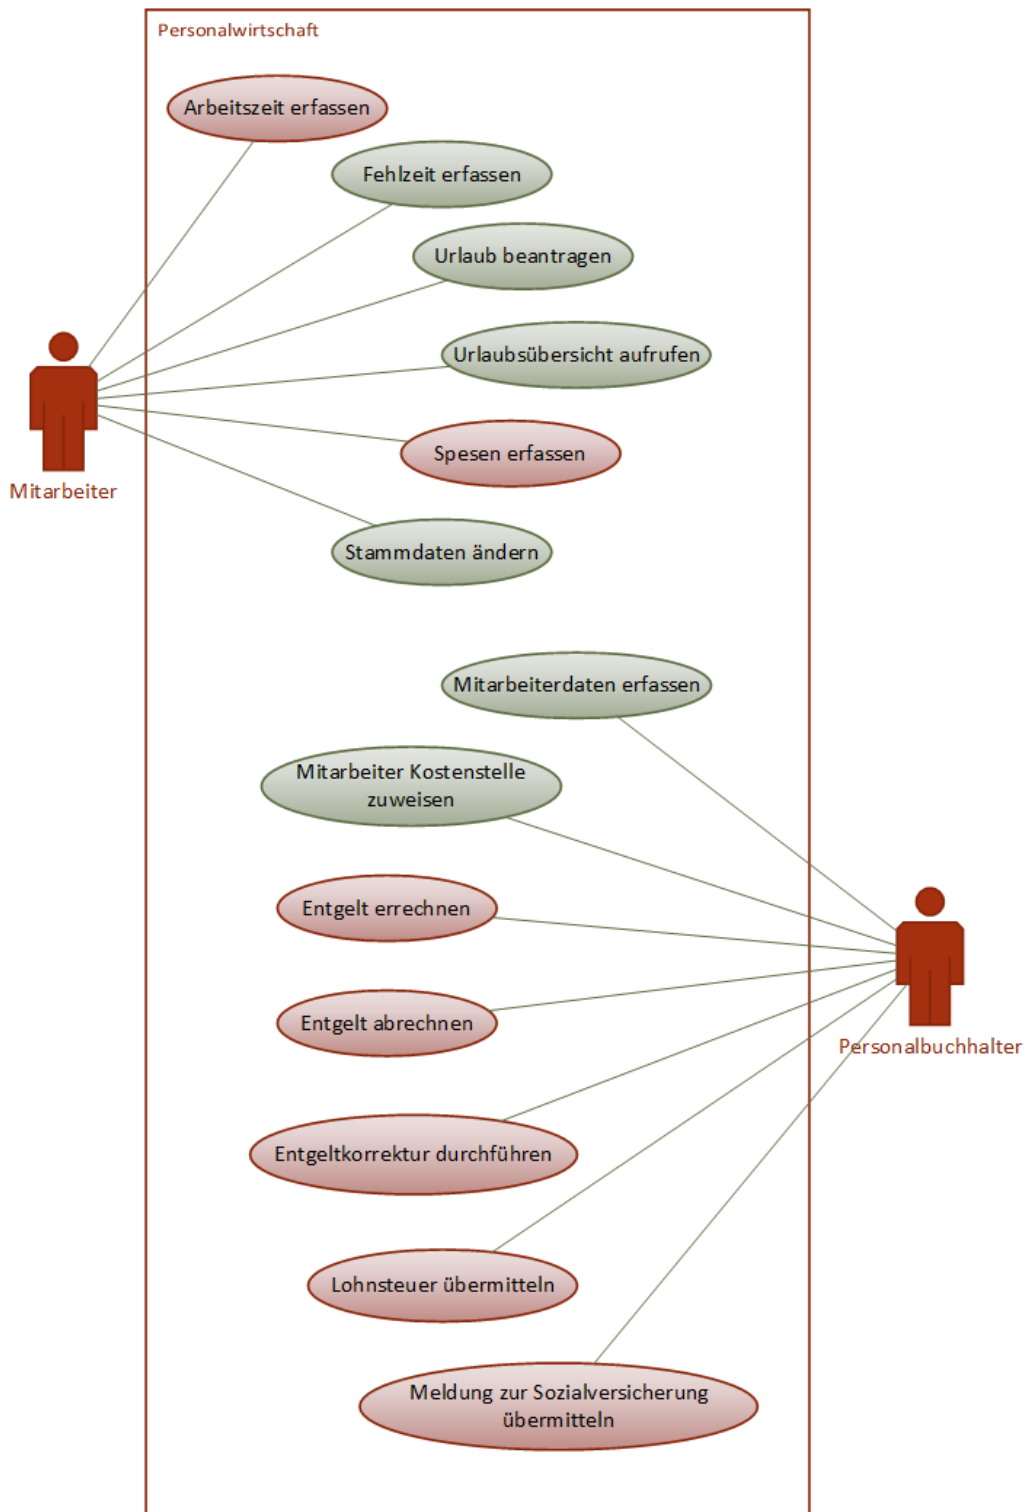 Personalwirtschaft
Arbeitszeit erfassen
Fehlzeit erfassen
Urlaub beantragen
Urlaubsübersicht aufrufen
Spesen erfassen
Mitarbeiter
Stammdaten ändern
Mitarbeiterdaten erfassen
Mitarbeiter Kostenstelle
zuweisen
Entgelt errechnen
Entgelt abrechnen
Personalbuchhalter
Entgeltkorrektur durchführen
Lohnsteuer übermitteln
Meldung zur Sozialversicherung
übermitteln